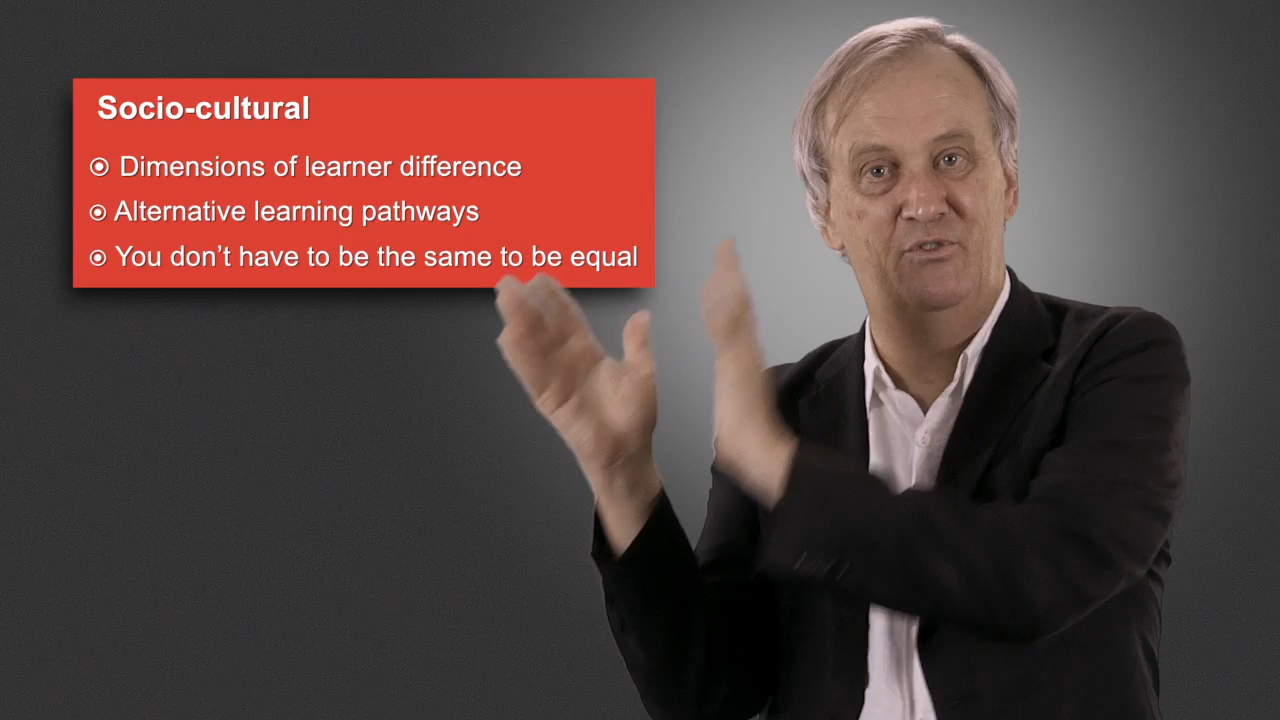 Socio-cultural
⦿ Dimensions of learner difference
⦿ Alternative learning pathways
⦿ You don’t have to be the same to be equal